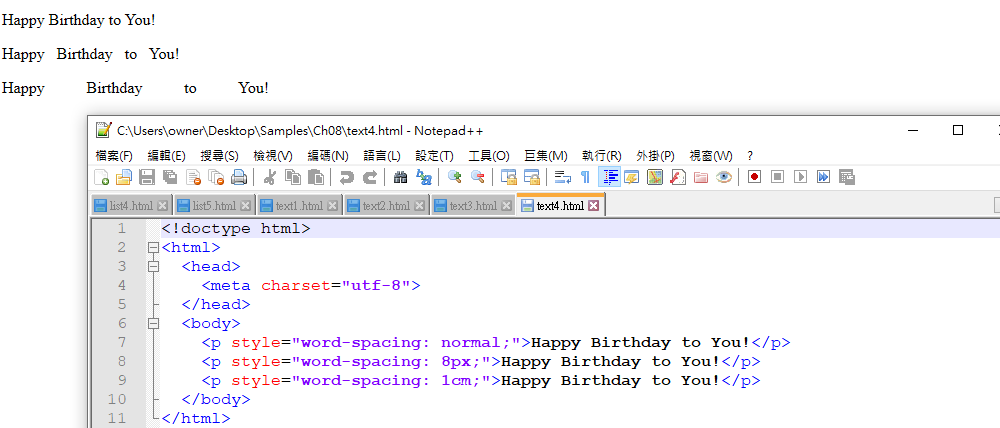 Happy Birthday to You!
Happy Birthday to You!
Happy Birthday to You!
C:\Users\owner\Desktop\Samples\Ch08\text4.html - Notepad++
檔案(F) 編輯(E) 搜尋(S) 檢視(V) 編碼(N) 語言(L) 設定(T) 工具(O) 巨集(M) 執行(R) 外掛(P) 視窗(W) ?
list4.html list5.html text1.html text2.html text3.html text4.html
1 <!doctype html>
2 <html>
3 <head>
4 <meta charset="utf-8">
5 </head>
6 <body>
7 <p style="word-spacing: normal;">Happy Birthday to You!</p>
8 <p style="word-spacing: 8px;">Happy Birthday to You!</p>
9 <p style="word-spacing: 1cm;">Happy Birthday to You!</p>
10 </body>
11 </html>